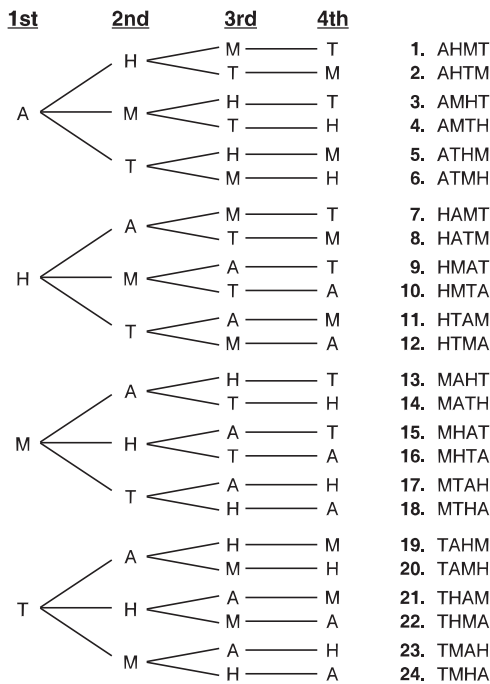 1st 2nd 3rd 4th
M T 1. AHMT
H
T M 2. AHTM
H T 3. AMHT
A M
T H 4. AMTH
H M 5. ATHM
T
M H 6. ATMH
M T 7. HAMT
A
T M 8. HATM
A T 9. HMAT
H M
T A 10. HMTA
A M 11. HTAM
T
M A 12. HTMA
H T 13. MAHT
A
T H 14. MATH
A T 15. MHAT
M H
T A 16. MHTA
A H 17. MTAH
T
H A 18. MTHA
H M 19. TAHM
A
M H 20. TAMH
A M 21. THAM
T H
M A 22. THMA
A H 23. TMAH
M
H A 24. TMHA